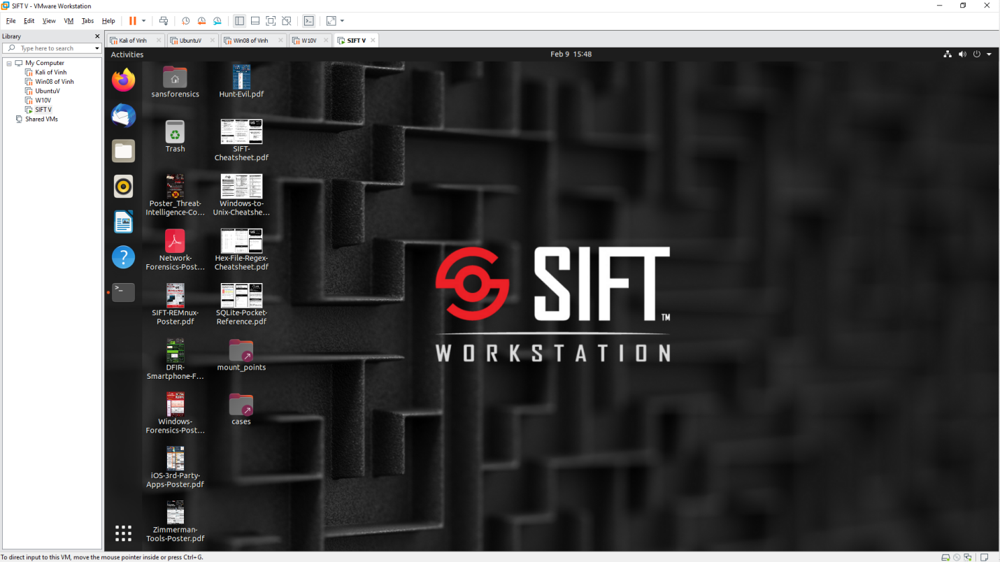 SIFT V - VMware Workstation
File Edit View VM Tabs Help
Library
Type here to search
My Computer
Kali of Vinh
Win08 of Vinh
UbuntuV
W10V
SIFT V
Shared VMs
Kali of Vinh
UbuntuV
Win08 of Vinh
W10V
SIFT V
Activities
Feb 9 15:48
sansforensics
Hunt-Evil.pdf
Trash
SIFT-
Cheatsheet.pdf
Poster_Threat-
Intelligence-Co...
Windows-to-
Unix-Cheatshe...
Network-
Forensics-Post...
Hex-File-Regex-
Cheatsheet.pdf
SIFT-REMnux-
Poster.pdf
SQLite-Pocket-
Reference.pdf
DFIR-
Smartphone-F...
mount_points
Windows-
Forensics-Post...
cases
iOS-3rd-Party-
Apps-Poster.pdf
Zimmerman-
Tools-Poster.pdf
SIFT™
WORKSTATION
To direct input to this VM, move the mouse pointer inside or press Ctrl+G.